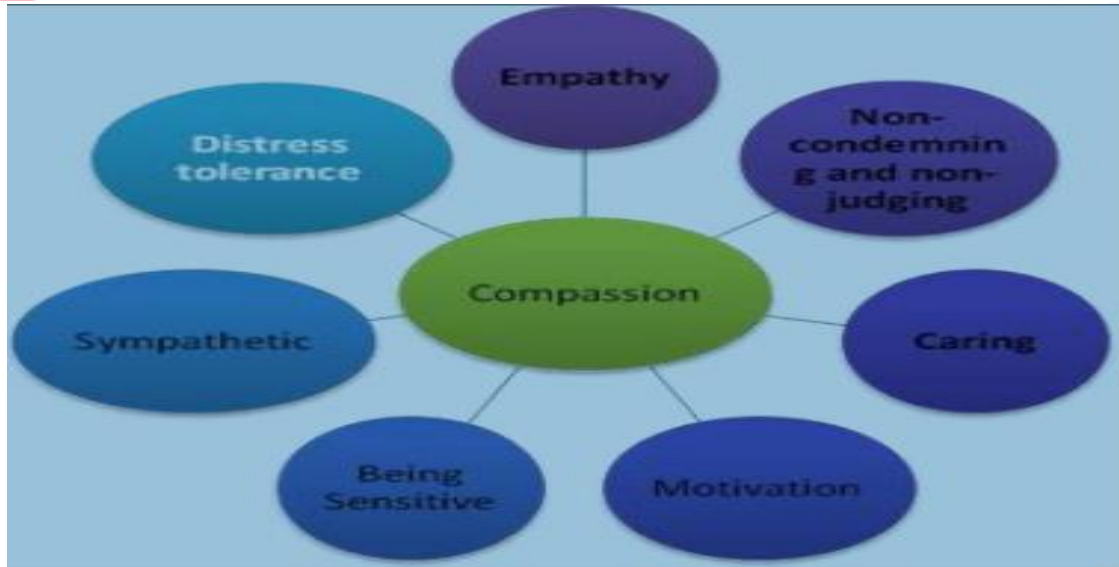 Empathy
Non-
condemnin
g and non-
judging
Caring
Motivation
Being
Sensitive
Sympathetic
Distress
tolerance
Compassion